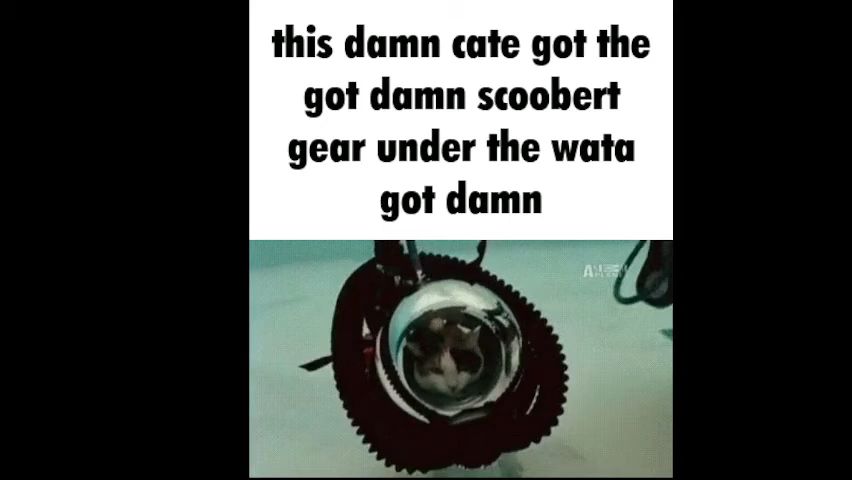 this damn cate got the
got damn scoobert
gear under the wata
got damn